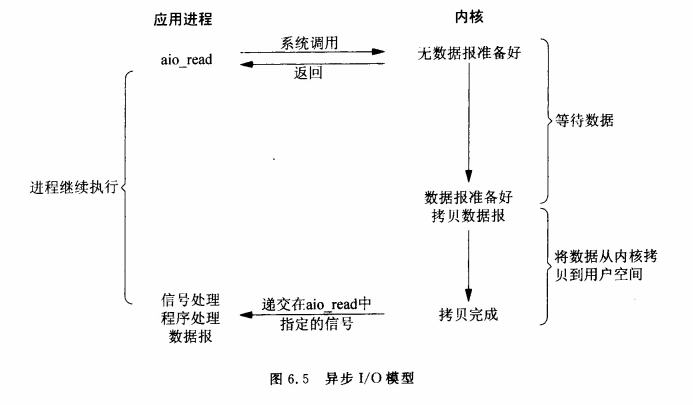 应用进程
内核
系统调用
aio_read
无数据报准备好
返回
等待数据
进程继续执行
数据报准备好
拷贝数据报
将数据从内核拷
贝到用户空间
信号处理
程序处理
数据报
递交在aio_read中
指定的信号
拷贝完成
图 6.5 异步 I/O 模型